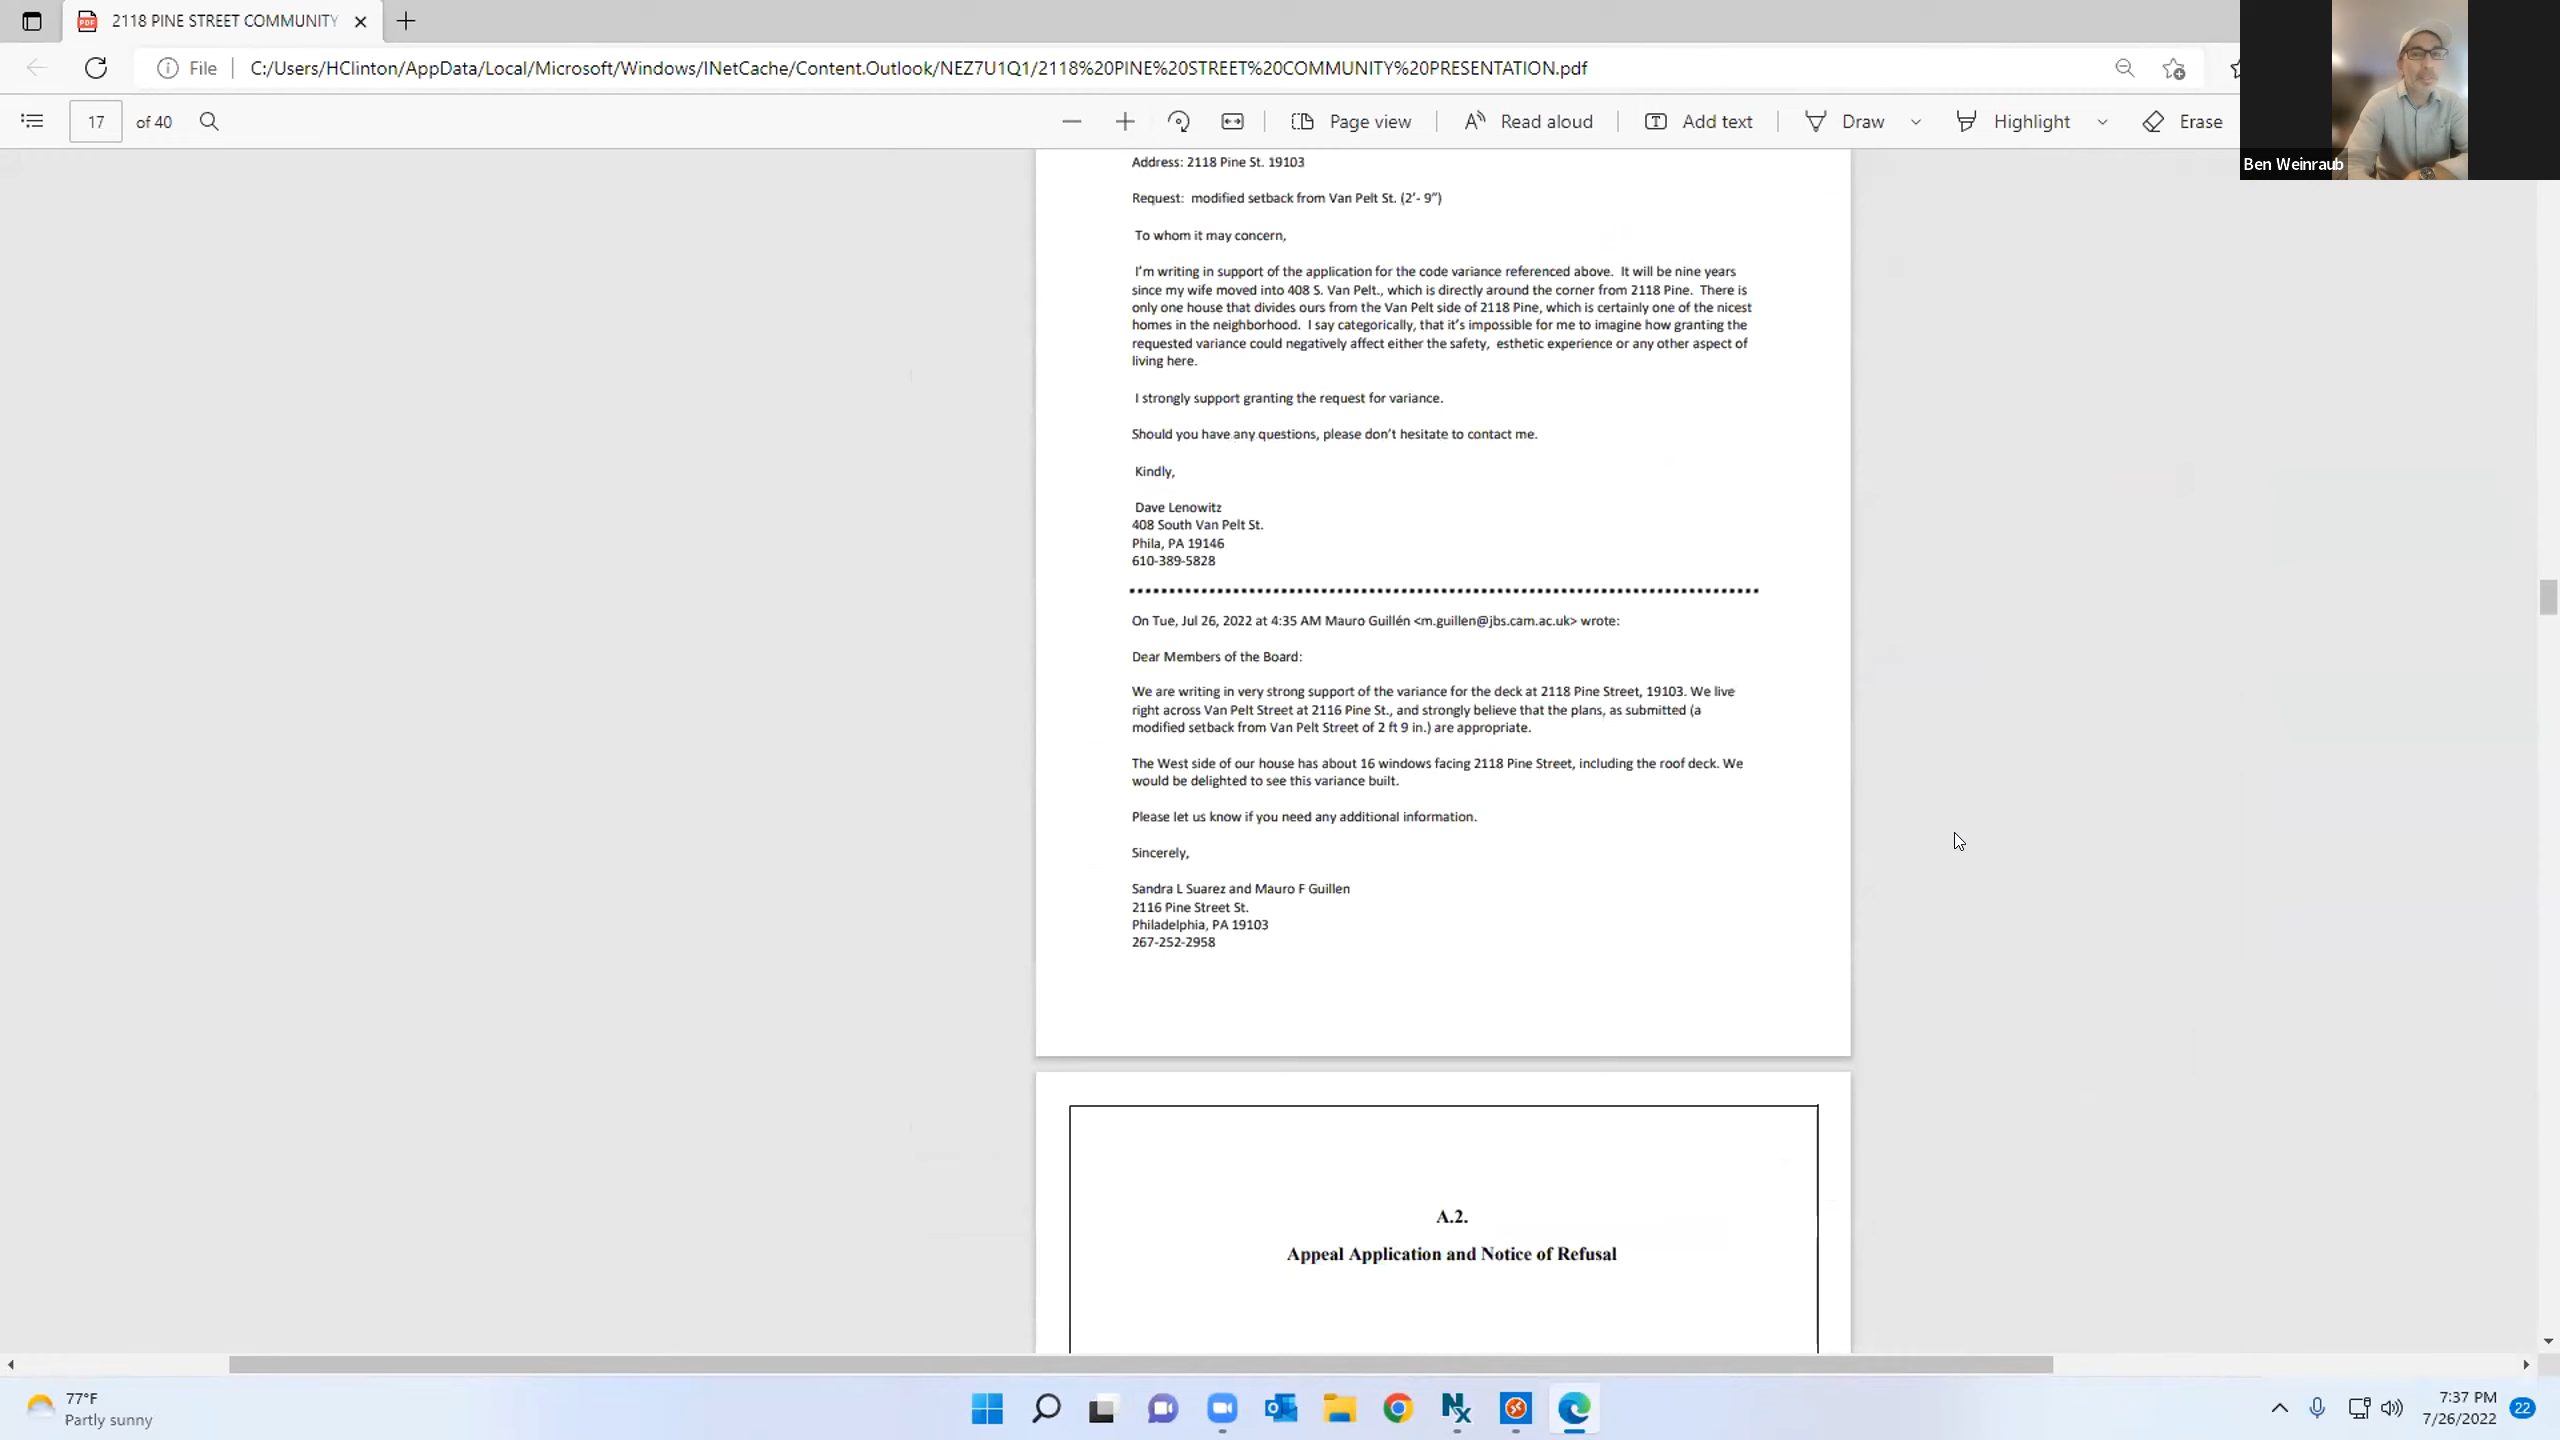 2118 PINE STREET COMMUNITY
File
C:/Users/HClinton/AppData/Local/Microsoft/Windows/INetCache/Content.Outlook/NEZ7U1Q1/2118%20PINE%20STREET%20COMMUNITY%20PRESENTATION.pdf
17 of 40
Page view
Read aloud
Add text
Draw
Highlight
Erase
Ben Weinraub
Address: 2118 Pine St. 19103
Request:  modified setback from Van Pelt St. (2'- 9")
To whom it may concern,
I'm writing in support of the application for the code variance referenced above.  It will be nine years
since my wife moved into 408 S. Van Pelt., which is directly around the corner from 2118 Pine.  There is
only one house that divides ours from the Van Pelt side of 2118 Pine, which is certainly one of the nicest
homes in the neighborhood.  I say categorically, that it's impossible for me to imagine how granting the
requested variance could negatively affect either the safety,  esthetic experience or any other aspect of
living here.
I strongly support granting the request for variance.
Should you have any questions, please don't hesitate to contact me.
Kindly,
Dave Lenowitz
408 South Van Pelt St.
Phila, PA 19146
610-389-5828
On Tue, Jul 26, 2022 at 4:35 AM Mauro Guillén <m.guillen@jbs.cam.ac.uk> wrote:
Dear Members of the Board:
We are writing in very strong support of the variance for the deck at 2118 Pine Street, 19103. We live
right across Van Pelt Street at 2116 Pine St., and strongly believe that the plans, as submitted (a
modified setback from Van Pelt Street of 2 ft 9 in.) are appropriate.
The West side of our house has about 16 windows facing 2118 Pine Street, including the roof deck. We
would be delighted to see this variance built.
Please let us know if you need any additional information.
Sincerely,
Sandra L Suarez and Mauro F Guillen
2116 Pine Street St.
Philadelphia, PA 19103
267-252-2958
A.2.
Appeal Application and Notice of Refusal
77°F
Partly sunny
7:37 PM
7/26/2022
22